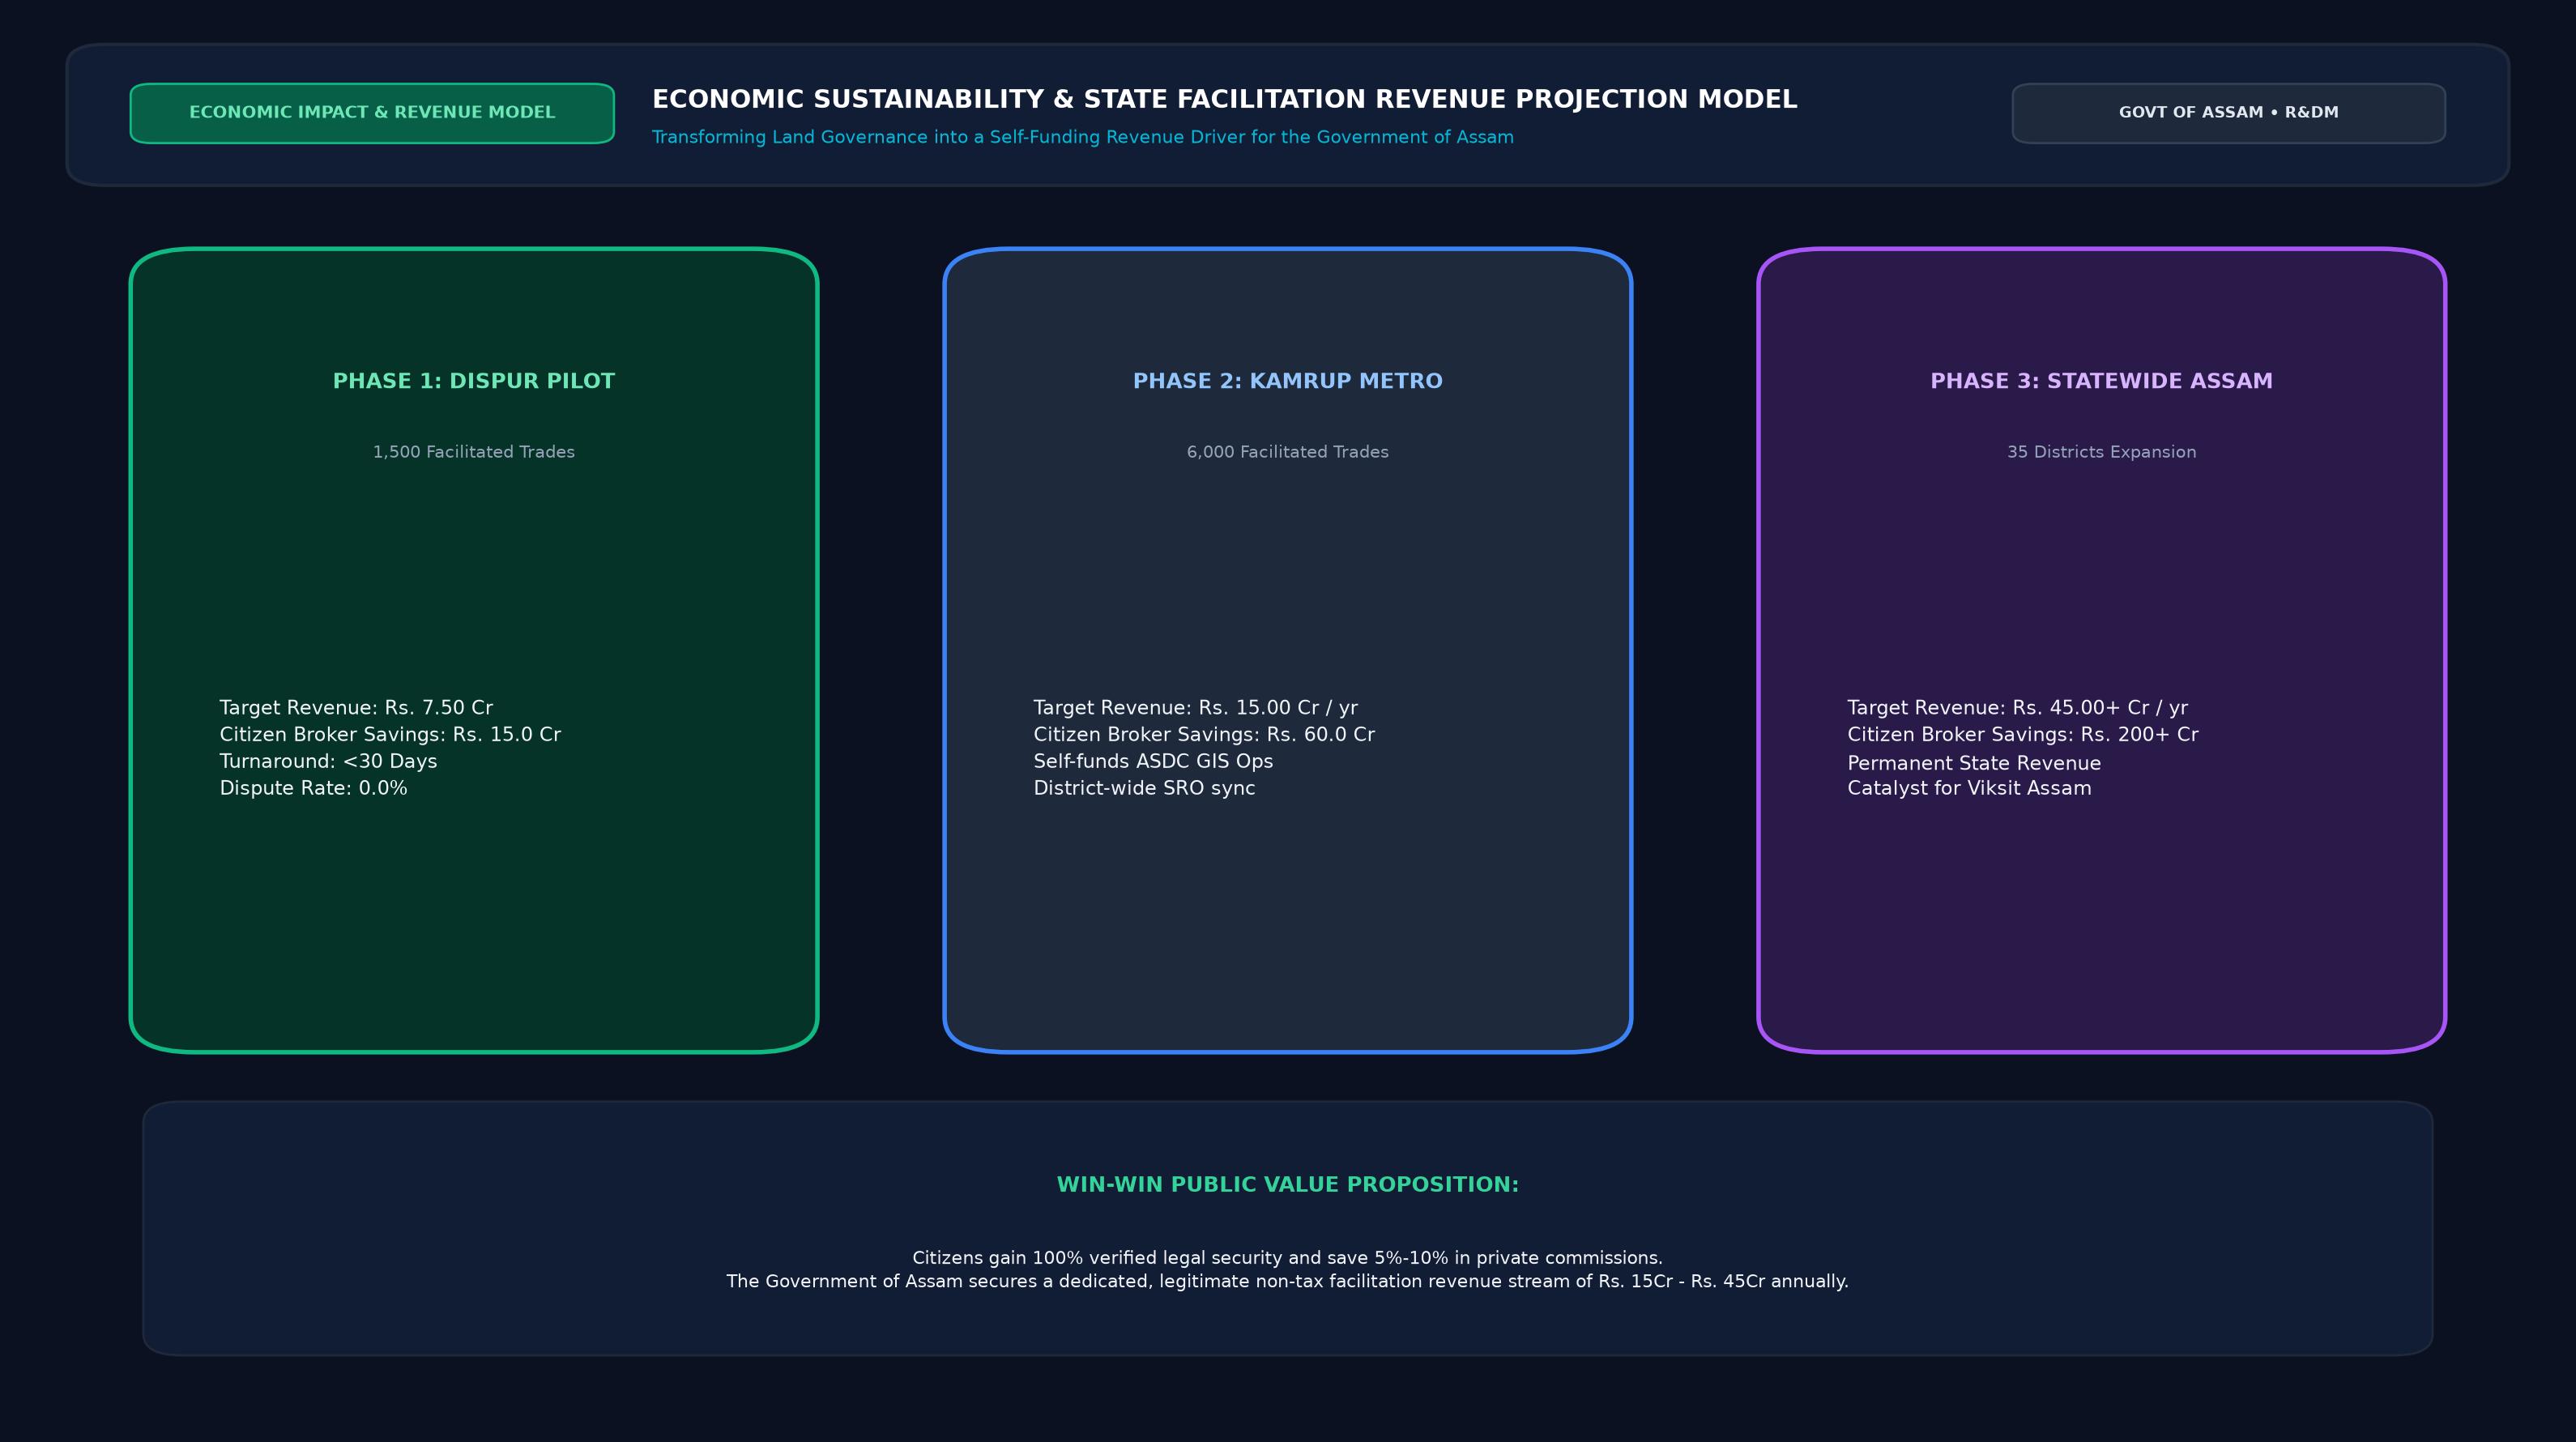 ECONOMIC IMPACT & REVENUE MODEL
ECONOMIC SUSTAINABILITY & STATE FACILITATION REVENUE PROJECTION MODEL
Transforming Land Governance into a Self-Funding Revenue Driver for the Government of Assam
GOVT OF ASSAM • R&DM
PHASE 1: DISPUR PILOT
1,500 Facilitated Trades
Target Revenue: Rs. 7.50 Cr
Citizen Broker Savings: Rs. 15.0 Cr
Turnaround: <30 Days
Dispute Rate: 0.0%
PHASE 2: KAMRUP METRO
6,000 Facilitated Trades
Target Revenue: Rs. 15.00 Cr / yr
Citizen Broker Savings: Rs. 60.0 Cr
Self-funds ASDC GIS Ops
District-wide SRO sync
PHASE 3: STATEWIDE ASSAM
35 Districts Expansion
Target Revenue: Rs. 45.00+ Cr / yr
Citizen Broker Savings: Rs. 200+ Cr
Permanent State Revenue
Catalyst for Viksit Assam
WIN-WIN PUBLIC VALUE PROPOSITION:
Citizens gain 100% verified legal security and save 5%-10% in private commissions.
The Government of Assam secures a dedicated, legitimate non-tax facilitation revenue stream of Rs. 15Cr - Rs. 45Cr annually.